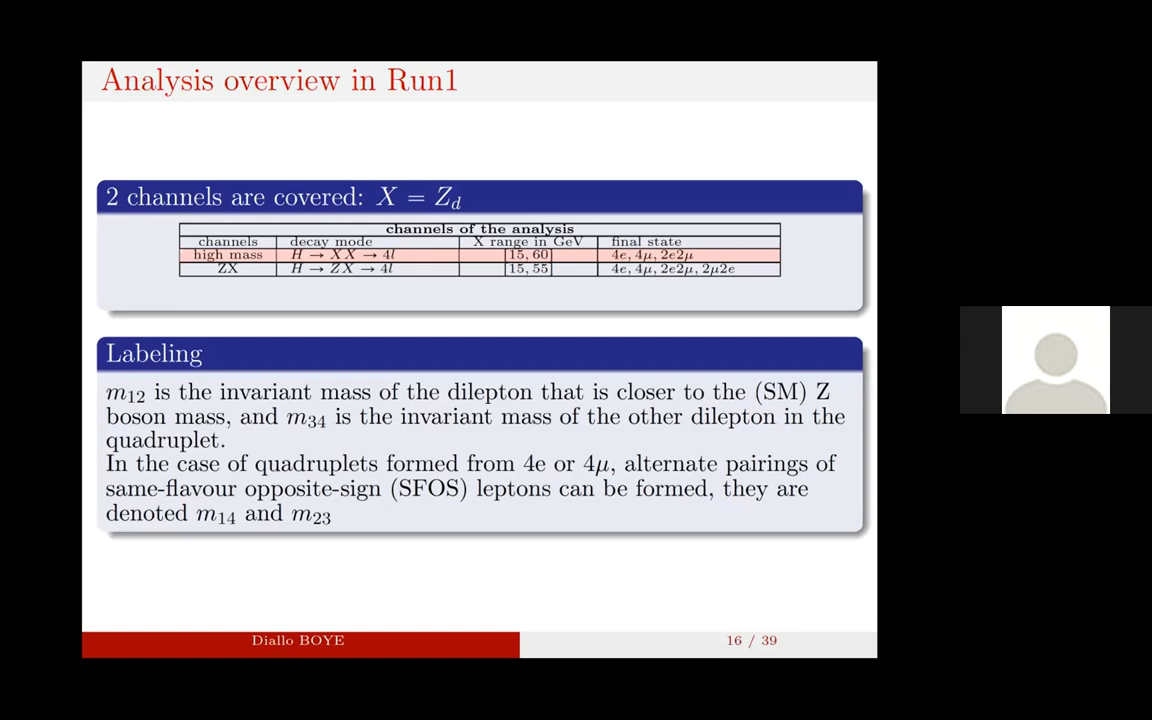 Analysis overview in Run1
2 channels are covered: X = Z_d
channels of the analysis
channels decay mode X range in GeV final state
high mass H → XX → 4l [15, 60] 4e, 4μ, 2e2μ
ZX H → ZX → 4l [15, 55] 4e, 4μ, 2e2μ, 2μ2e
Labeling
m₁₂ is the invariant mass of the dilepton that is closer to the (SM) Z
boson mass, and m₃₄ is the invariant mass of the other dilepton in the
quadruplet.
In the case of quadruplets formed from 4e or 4μ, alternate pairings of
same-flavour opposite-sign (SFOS) leptons can be formed, they are
denoted m₁₄ and m₂₃
Diallo BOYE 16 / 39